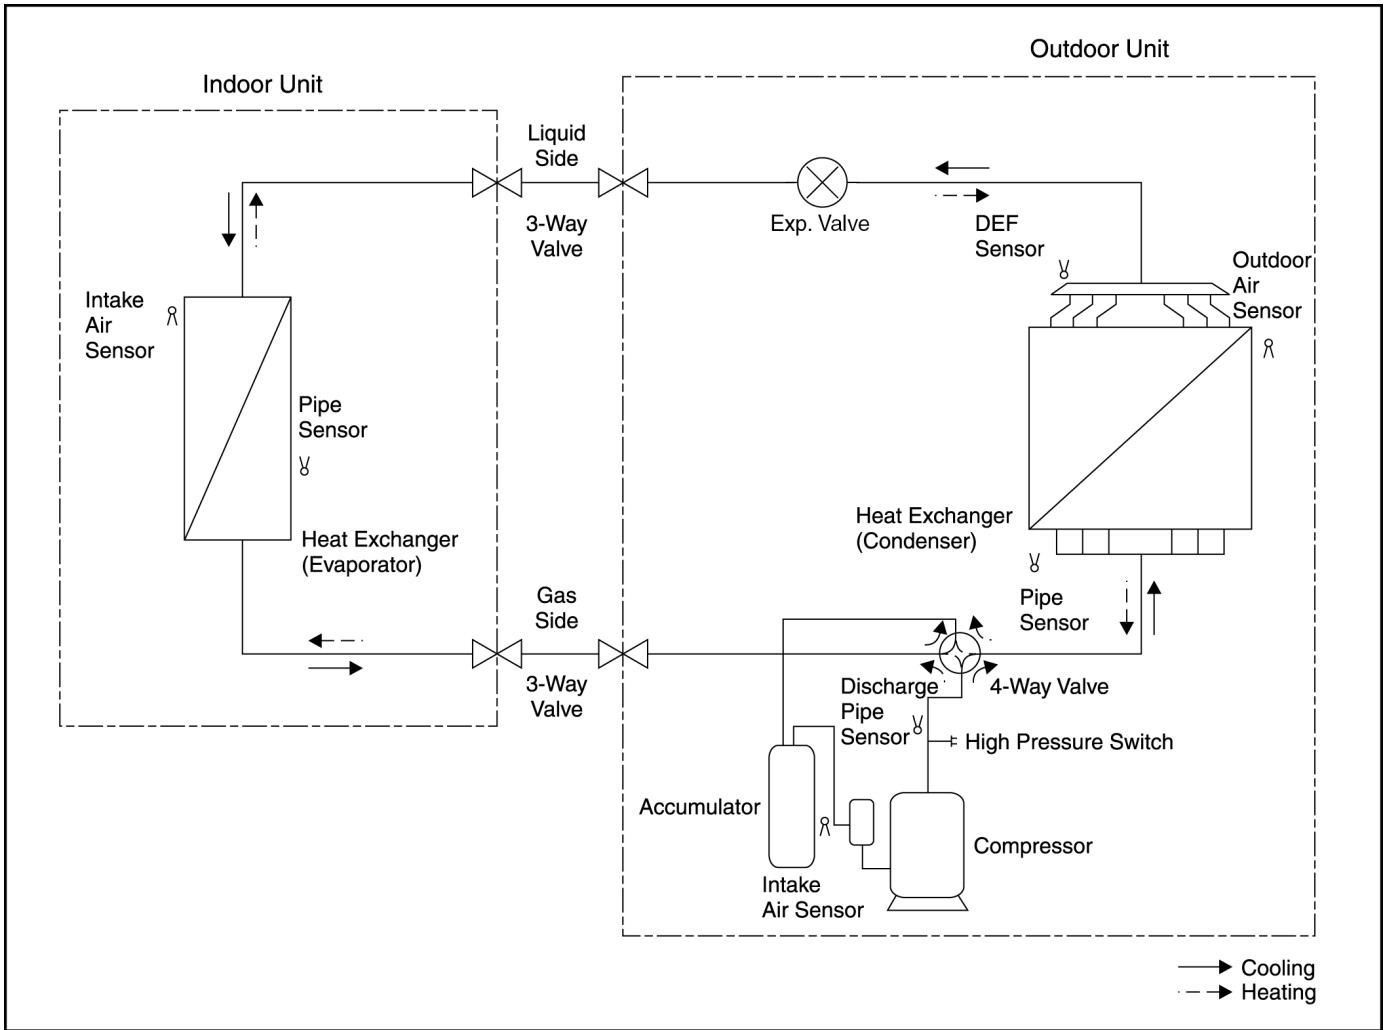 Outdoor Unit
Indoor Unit
Liquid
Side
3-Way
Valve
Exp. Valve
DEF
Sensor
Outdoor
Air
Sensor
Intake
Air
Sensor
Pipe
Sensor
Heat Exchanger
(Evaporator)
Heat Exchanger
(Condenser)
Pipe
Sensor
Gas
Side
3-Way
Valve
Discharge
Pipe
Sensor
4-Way Valve
High Pressure Switch
Accumulator
Compressor
Intake
Air Sensor
Cooling
Heating